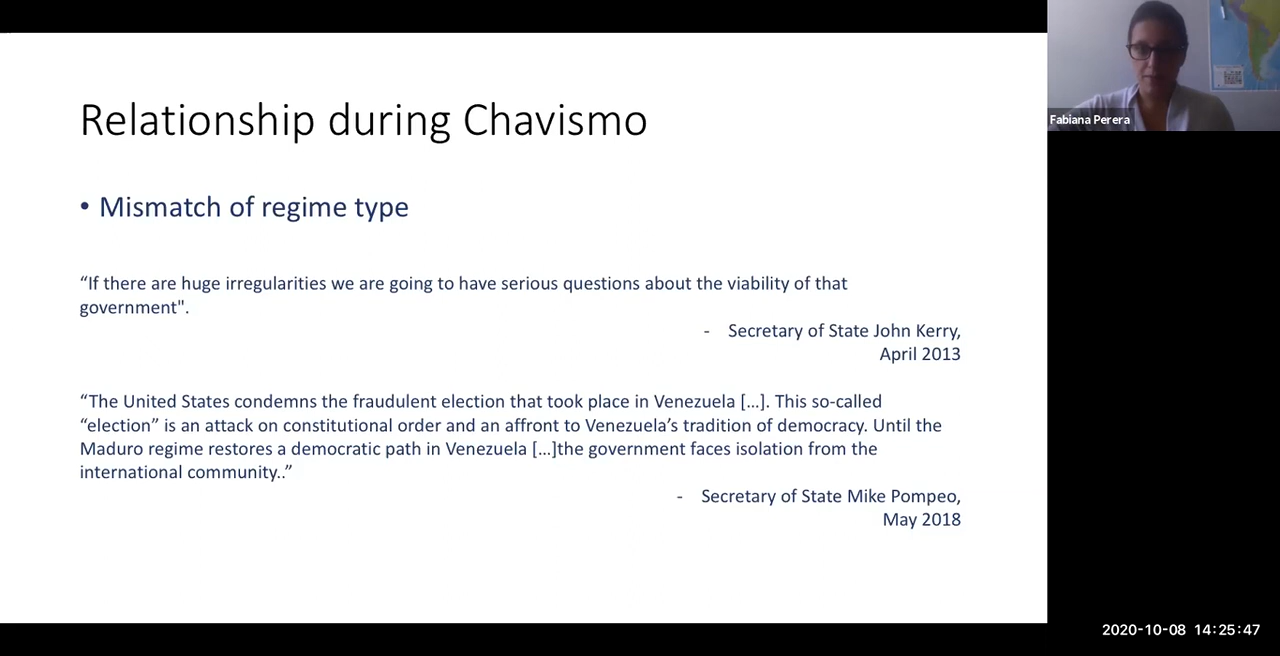 Relationship during Chavismo
• Mismatch of regime type
“If there are huge irregularities we are going to have serious questions about the viability of that
government".
- Secretary of State John Kerry,
April 2013
“The United States condemns the fraudulent election that took place in Venezuela [...]. This so-called
“election” is an attack on constitutional order and an affront to Venezuela’s tradition of democracy. Until the
Maduro regime restores a democratic path in Venezuela [...]the government faces isolation from the
international community..”
- Secretary of State Mike Pompeo,
May 2018
Fabiana Perera
2020-10-08 14:25:47